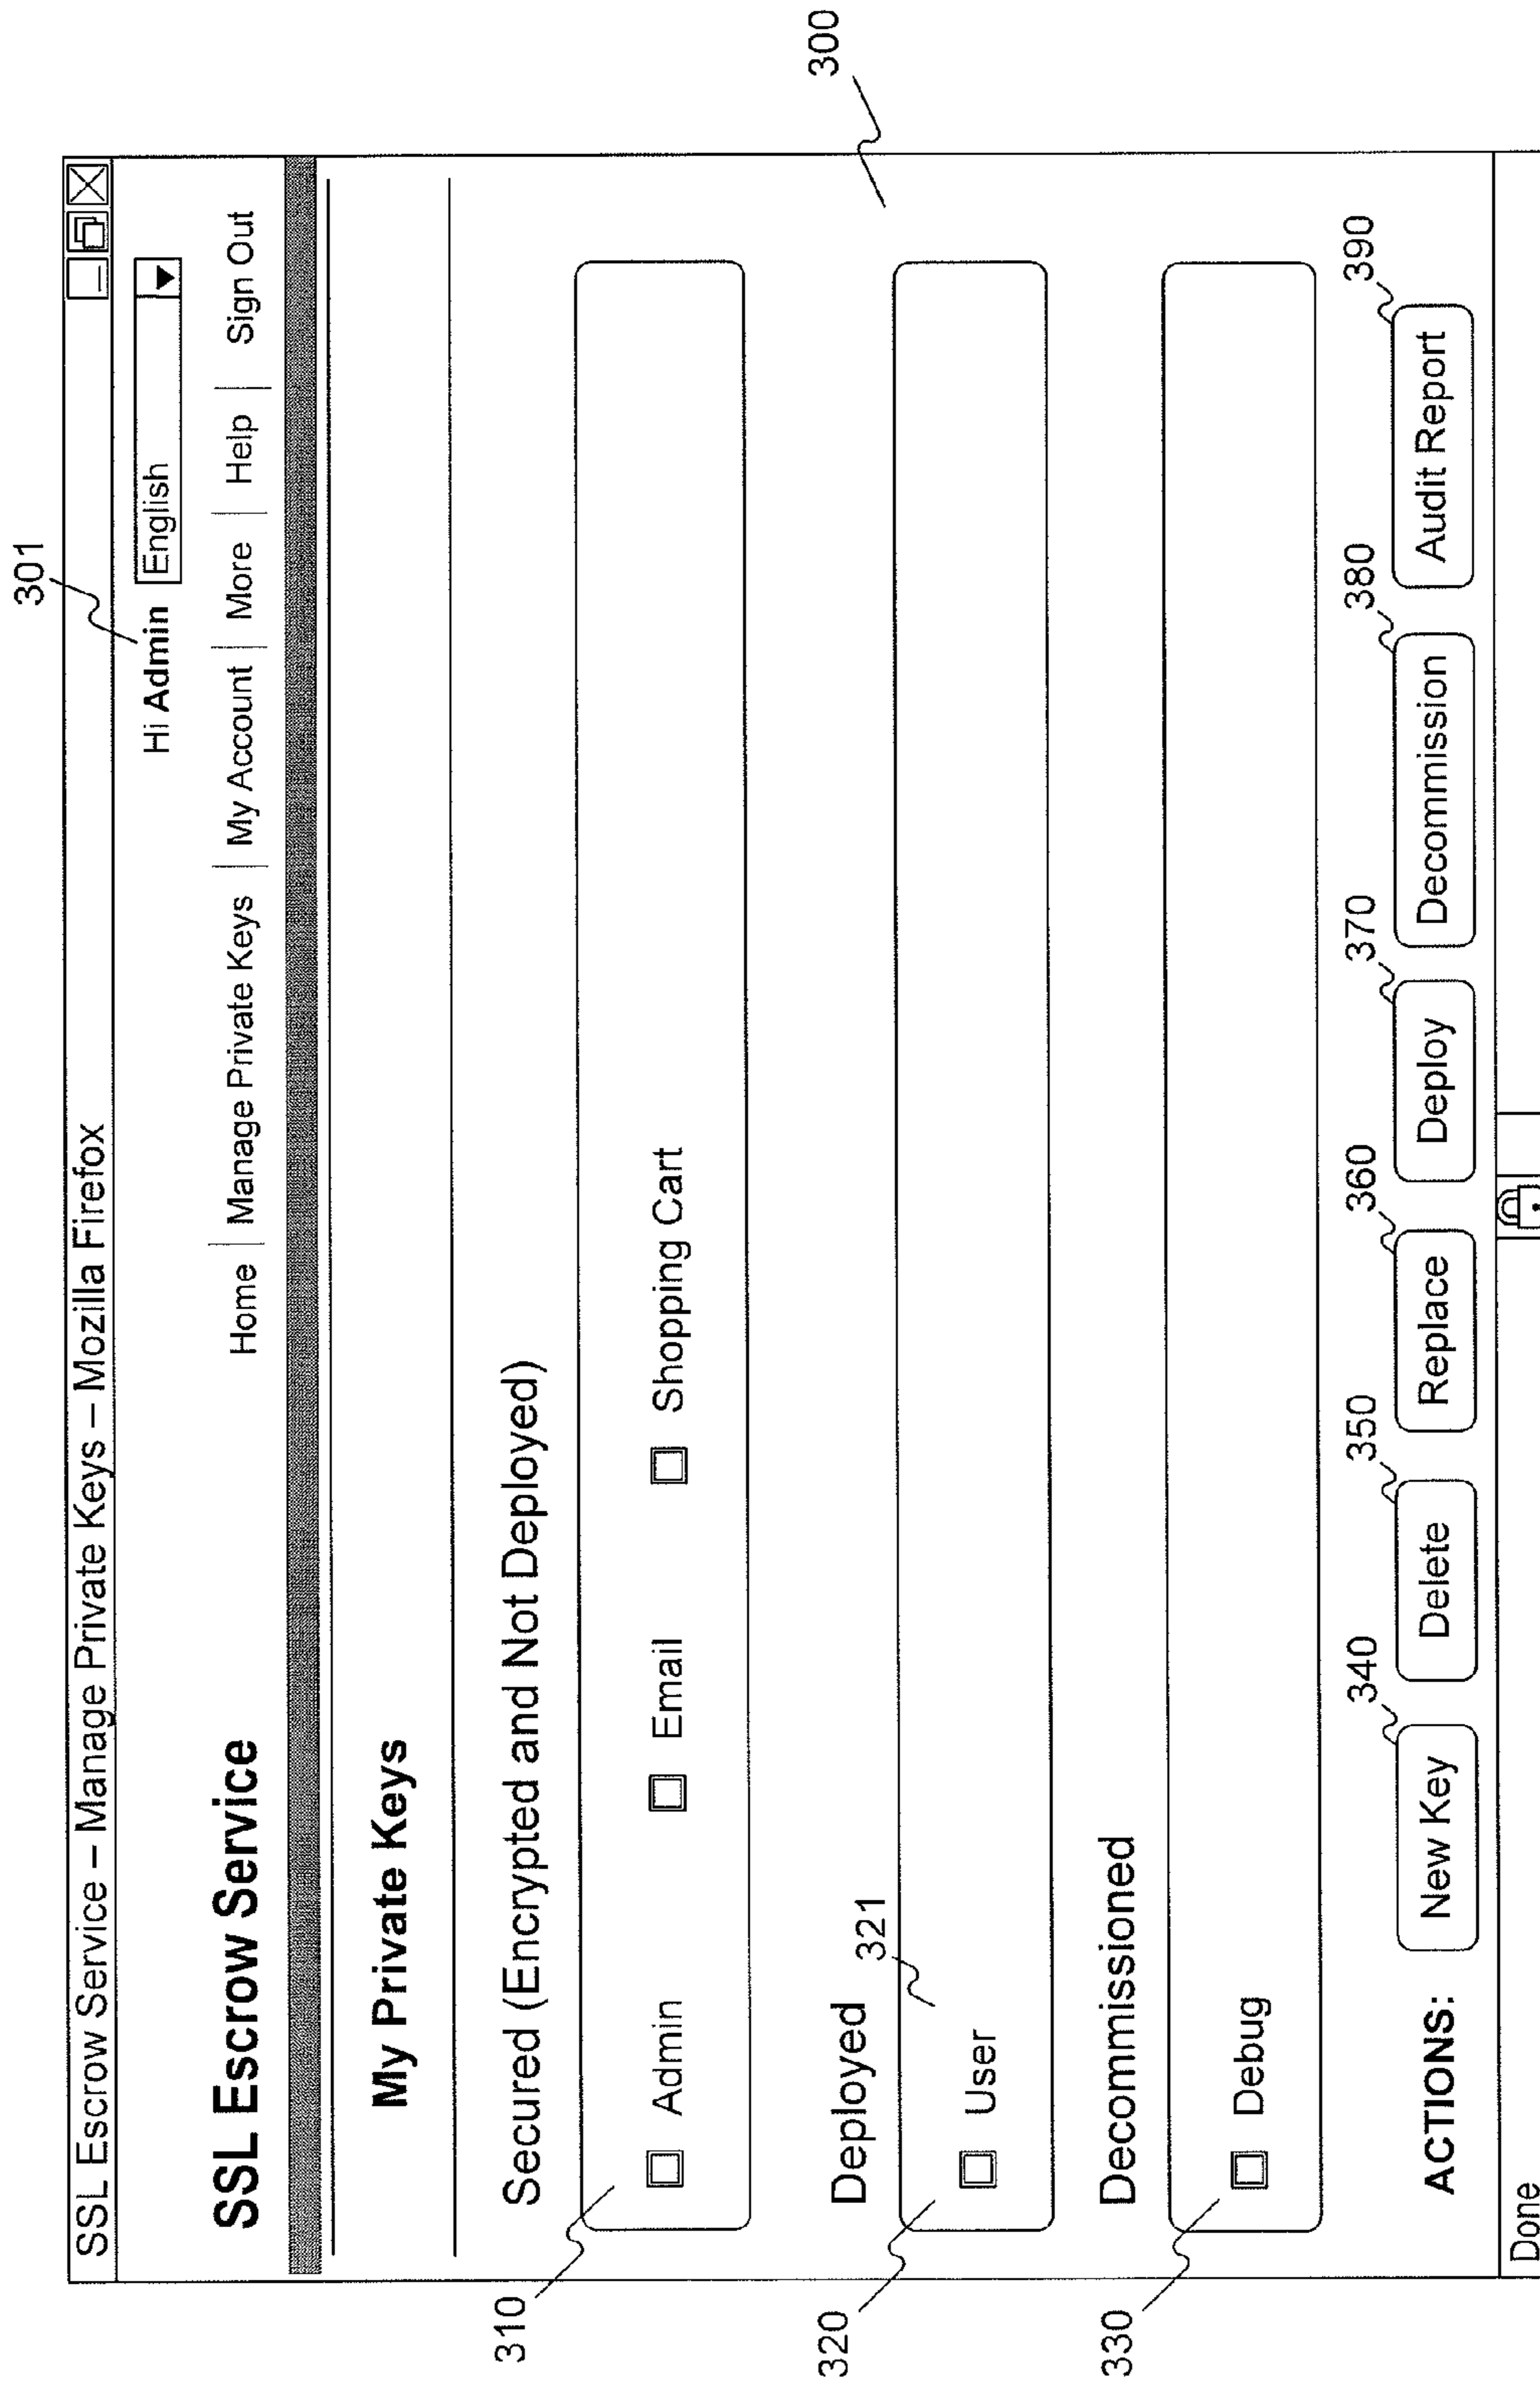 301
SSL Escrow Service – Manage Private Keys – Mozilla Firefox
Hi Admin English
SSL Escrow Service
Home | Manage Private Keys | My Account | More | Help | Sign Out
My Private Keys
300
Secured (Encrypted and Not Deployed)
310
Admin Email Shopping Cart
Deployed
321
320
User
Decommissioned
330
Debug
340 350 360 370 380 390
ACTIONS: New Key Delete Replace Deploy Decommission Audit Report
Done